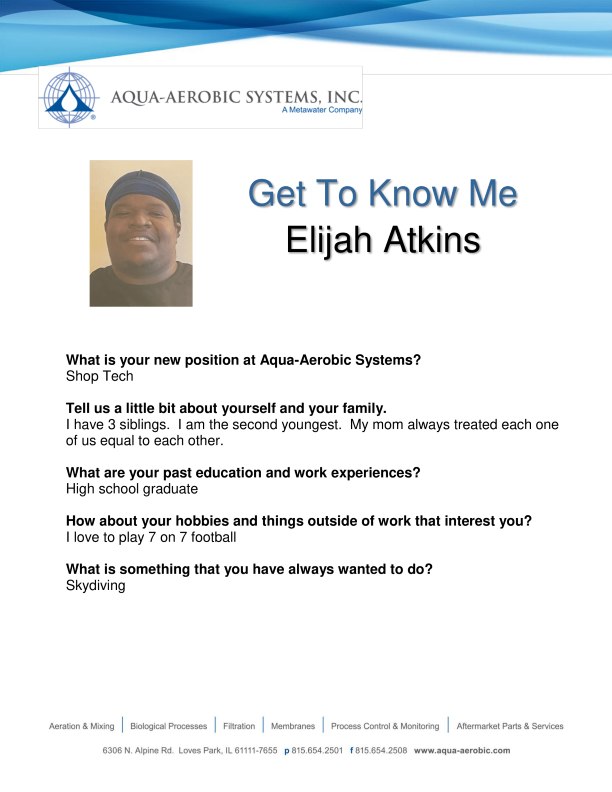 AQUA-AEROBIC SYSTEMS, INC.
A Metawater Company
®
Get To Know Me
Elijah Atkins
What is your new position at Aqua-Aerobic Systems?
Shop Tech
Tell us a little bit about yourself and your family.
I have 3 siblings.  I am the second youngest.  My mom always treated each one
of us equal to each other.
What are your past education and work experiences?
High school graduate
How about your hobbies and things outside of work that interest you?
I love to play 7 on 7 football
What is something that you have always wanted to do?
Skydiving
Aeration & Mixing | Biological Processes | Filtration | Membranes | Process Control & Monitoring | Aftermarket Parts & Services
6306 N. Alpine Rd.  Loves Park, IL 61111-7655  p 815.654.2501  f 815.654.2508  www.aqua-aerobic.com